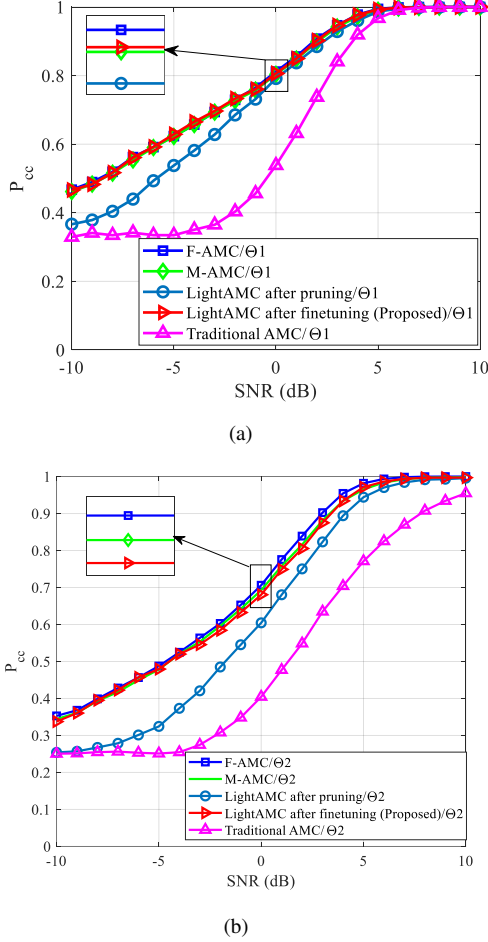 1
0.8
0.6
0.4
0.2
0
P_cc
F-AMC/Θ1
M-AMC/Θ1
LightAMC after pruning/Θ1
LightAMC after finetuning (Proposed)/Θ1
Traditional AMC/Θ1
-10 -5 0 5 10
SNR (dB)
(a)
1
0.9
0.8
0.7
0.6
0.5
0.4
0.3
0.2
0.1
0
P_cc
F-AMC/Θ2
M-AMC/Θ2
LightAMC after pruning/Θ2
LightAMC after finetuning (Proposed)/Θ2
Traditional AMC/Θ2
-10 -5 0 5 10
SNR (dB)
(b)